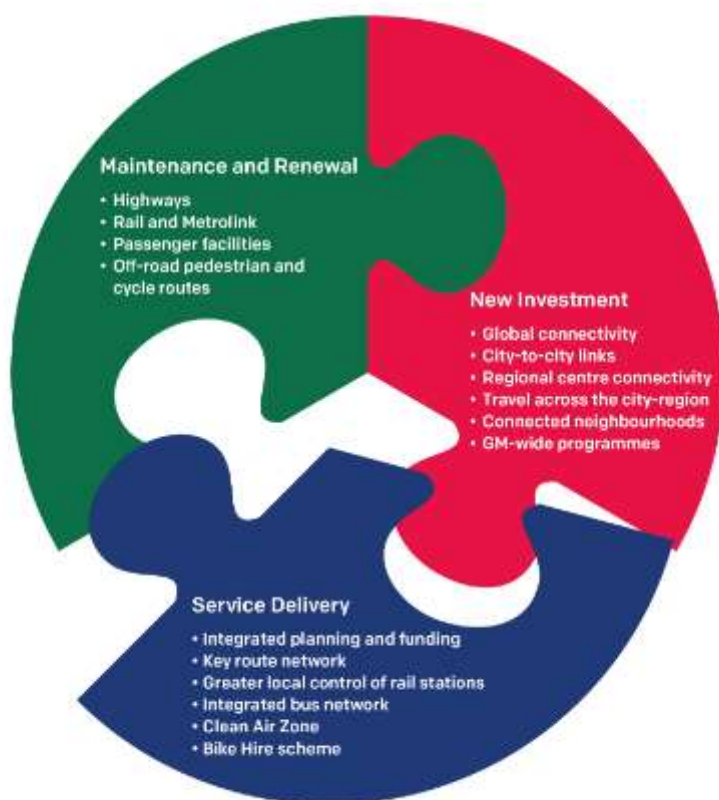 Maintenance and Renewal
• Highways
• Rail and Metrolink
• Passenger facilities
• Off-road pedestrian and
cycle routes
New Investment
• Global connectivity
• City-to-city links
• Regional centre connectivity
• Travel across the city-region
• Connected neighbourhoods
• GM-wide programmes
Service Delivery
• Integrated planning and funding
• Key route network
• Greater local control of rail stations
• Integrated bus network
• Clean Air Zone
• Bike Hire scheme